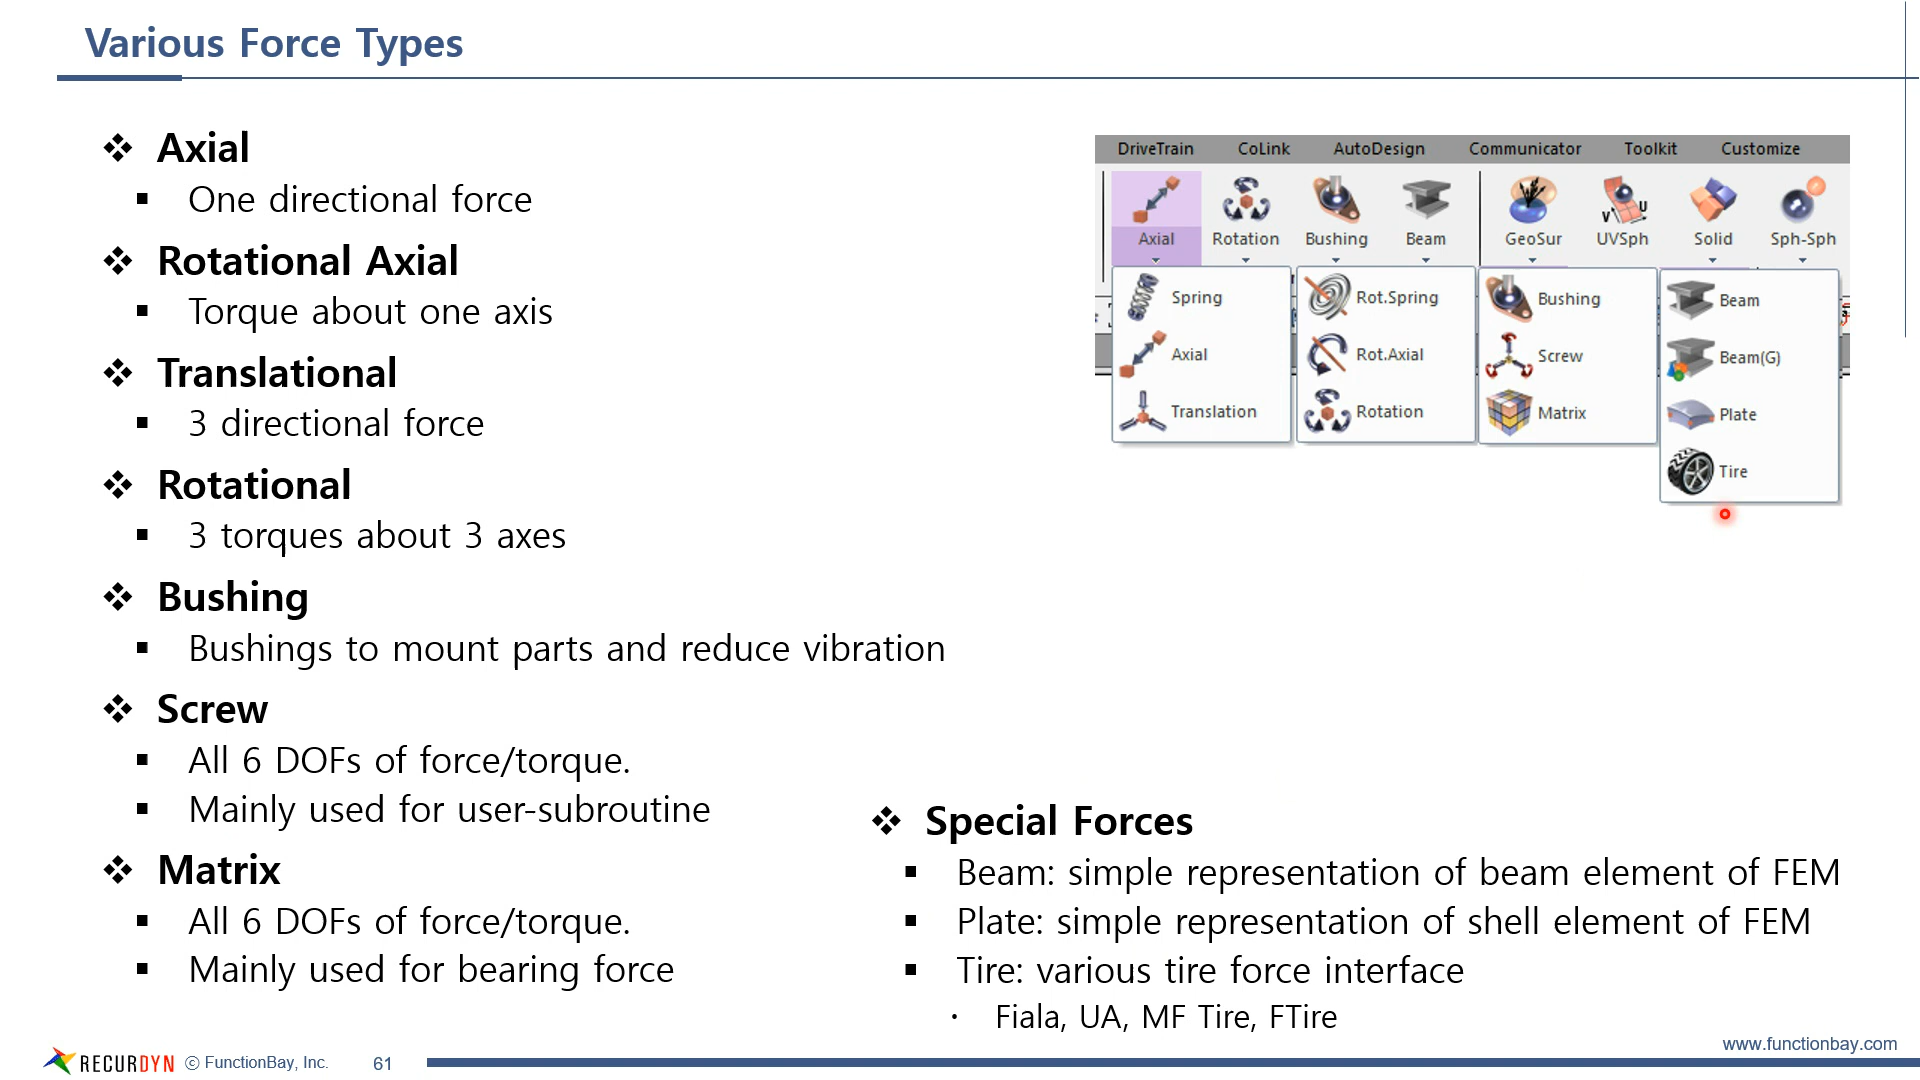 Various Force Types
❖ Axial
▪ One directional force
❖ Rotational Axial
▪ Torque about one axis
❖ Translational
▪ 3 directional force
❖ Rotational
▪ 3 torques about 3 axes
❖ Bushing
▪ Bushings to mount parts and reduce vibration
❖ Screw
▪ All 6 DOFs of force/torque.
▪ Mainly used for user-subroutine
❖ Matrix
▪ All 6 DOFs of force/torque.
▪ Mainly used for bearing force
DriveTrain CoLink AutoDesign Communicator Toolkit Customize
V U
Axial Rotation Bushing Beam GeoSur UVSph Solid Sph-Sph
Spring
Axial
Translation
Rot.Spring
Rot.Axial
Rotation
Bushing
Screw
Matrix
Beam
Beam(G)
Plate
Tire
❖ Special Forces
▪ Beam: simple representation of beam element of FEM
▪ Plate: simple representation of shell element of FEM
▪ Tire: various tire force interface
· Fiala, UA, MF Tire, FTire
www.functionbay.com
RECURDYN © FunctionBay, Inc. 61